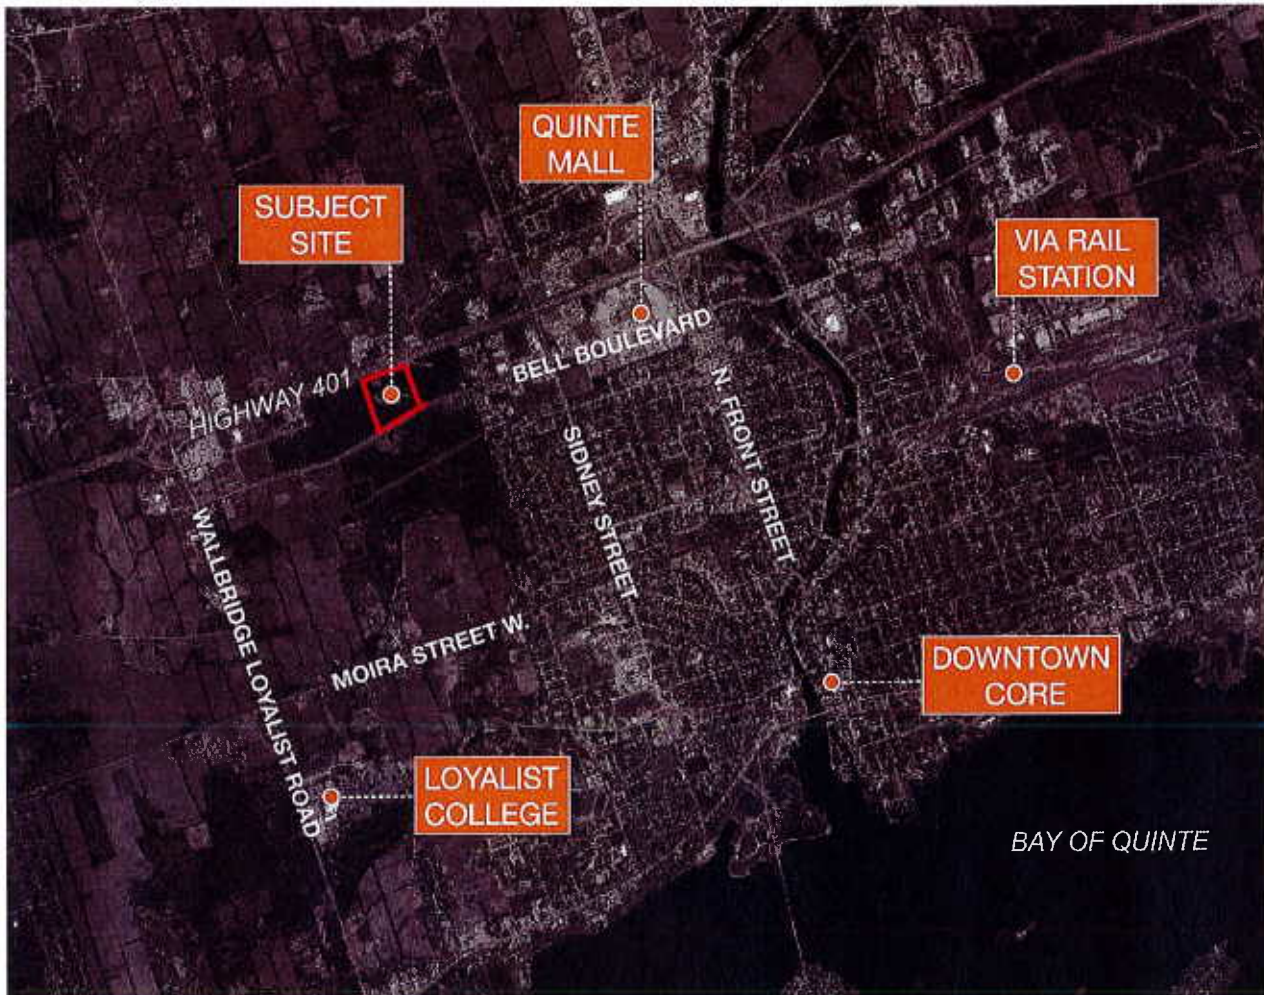 QUINTE
MALL
SUBJECT
SITE
VIA RAIL
STATION
BELL BOULEVARD
HIGHWAY 401
N. FRONT STREET
SIDNEY STREET
WALLBRIDGE LOYALIST ROAD
MOIRA STREET W.
DOWNTOWN
CORE
LOYALIST
COLLEGE
BAY OF QUINTE